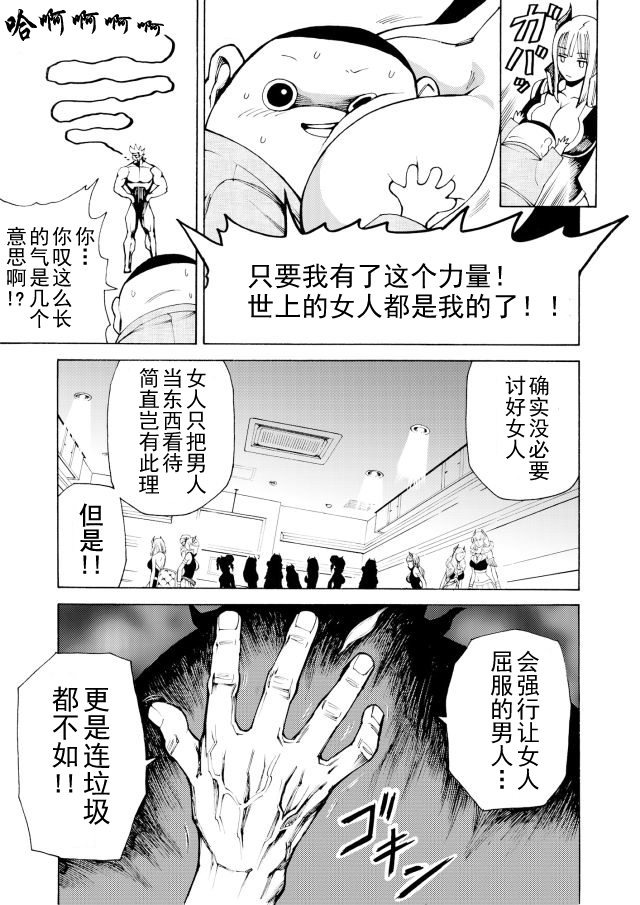 ガバッ
只要我有了这个力量！
世上的女人都是我的了！！
哈啊啊啊啊
你…
你叹这么长
的气是几个
意思啊!?
确实没必要
讨好女人
女人只把男人
当东西看待
简直岂有此理
但是!!
会强行让女人
屈服的男人…
更是连垃圾
都不如!!
ゴキン